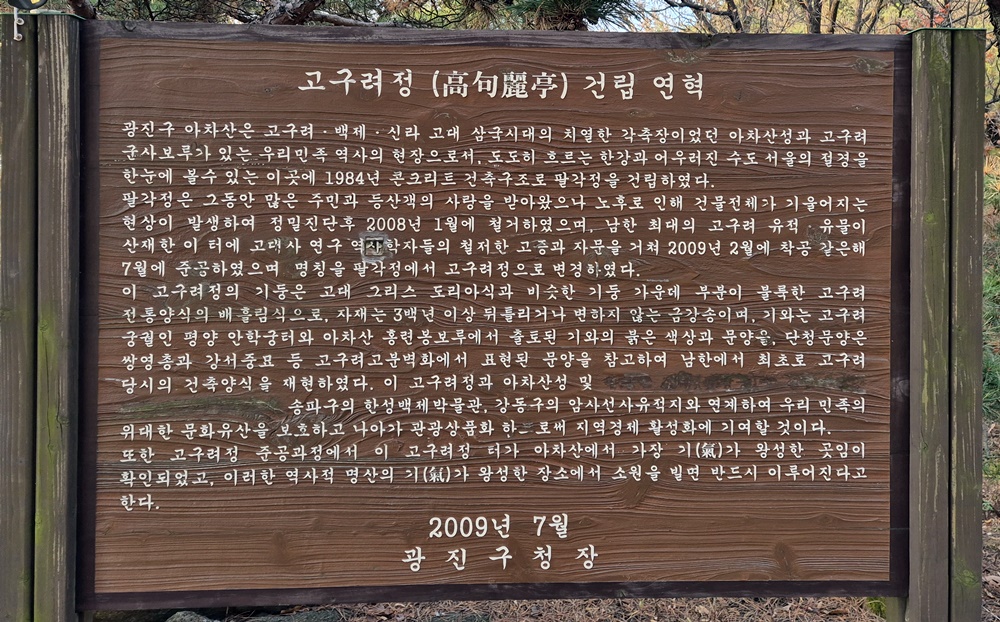 고구려정 (高句麗亭) 건립 연혁
광진구 아차산은 고구려 · 백제 · 신라 고대 삼국시대의 치열한 각축장이었던 아차산성과 고구려
군사보루가 있는 우리민족 역사의 현장으로서, 도도히 흐르는 한강과 어우러진 수도 서울의 절경을
한눈에 볼수 있는 이곳에 1984년 콘크리트 건축구조로 팔각정을 건립하였다.
팔각정은 그동안 많은 주민과 등산객의 사랑을 받아왔으나 노후로 인해 건물전체가 기울어지는
현상이 발생하여 정밀진단후 2008년 1월에 철거하였으며, 남한 최대의 고구려 유적 유물이
산재한 이 터에 고대사 연구 역사학자들의 철저한 고증과 자문을 거쳐 2009년 2월에 착공 같은해
7월에 준공하였으며 명칭을 팔각정에서 고구려정으로 변경하였다.
이 고구려정의 기둥은 고대 그리스 도리아식과 비슷한 기둥 가운데 부분이 볼록한 고구려
전통양식의 배흘림식으로, 자재는 3백년 이상 뒤틀리거나 변하지 않는 금강송이며, 기와는 고구려
궁궐인 평양 안학궁터와 아차산 홍련봉보루에서 출토된 기와의 붉은 색상과 문양을, 단청문양은
쌍영총과 강서중묘 등 고구려고분벽화에서 표현된 문양을 참고하여 남한에서 최초로 고구려
당시의 건축양식을 재현하였다. 이 고구려정과 아차산성 및
송파구의 한성백제박물관, 강동구의 암사선사유적지와 연계하여 우리 민족의
위대한 문화유산을 보호하고 나아가 관광상품화 하 로써 지역경제 활성화에 기여할 것이다.
또한 고구려정 준공과정에서 이 고구려정 터가 아차산에서 가장 기(氣)가 왕성한 곳임이
확인되었고, 이러한 역사적 명산의 기(氣)가 왕성한 장소에서 소원을 빌면 반드시 이루어진다고
한다.
2009년 7월
광진구청장